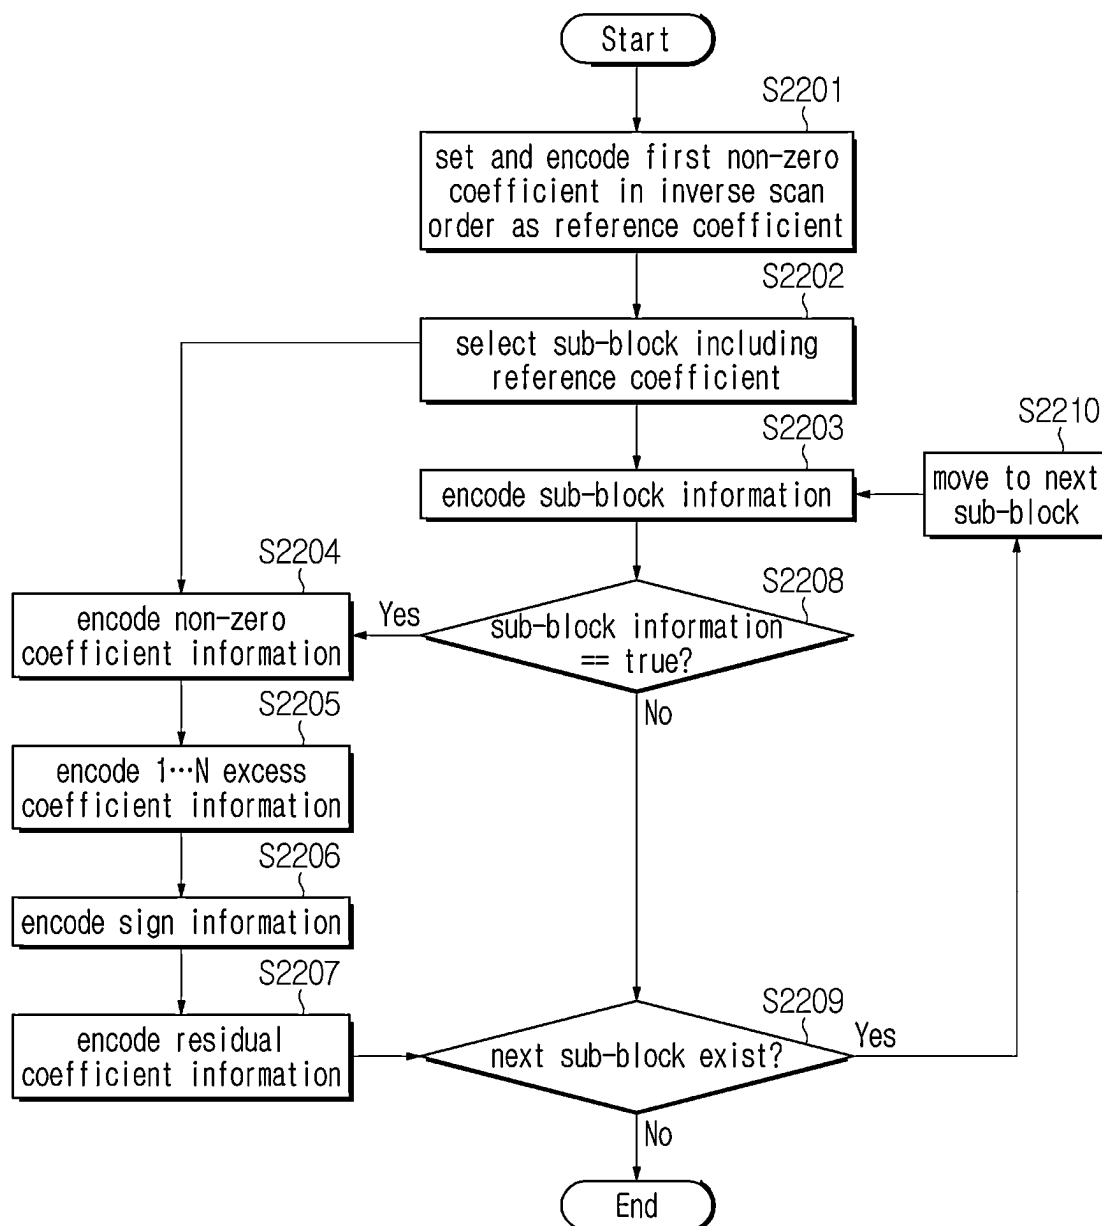 Start
S2201
set and encode first non-zero
coefficient in inverse scan
order as reference coefficient
S2202
select sub-block including
reference coefficient
S2203
encode sub-block information
S2210
move to next
sub-block
S2204
encode non-zero
coefficient information
Yes
S2208
sub-block information
== true?
No
S2205
encode 1···N excess
coefficient information
S2206
encode sign information
S2207
encode residual
coefficient information
S2209
next sub-block exist?
Yes
No
End